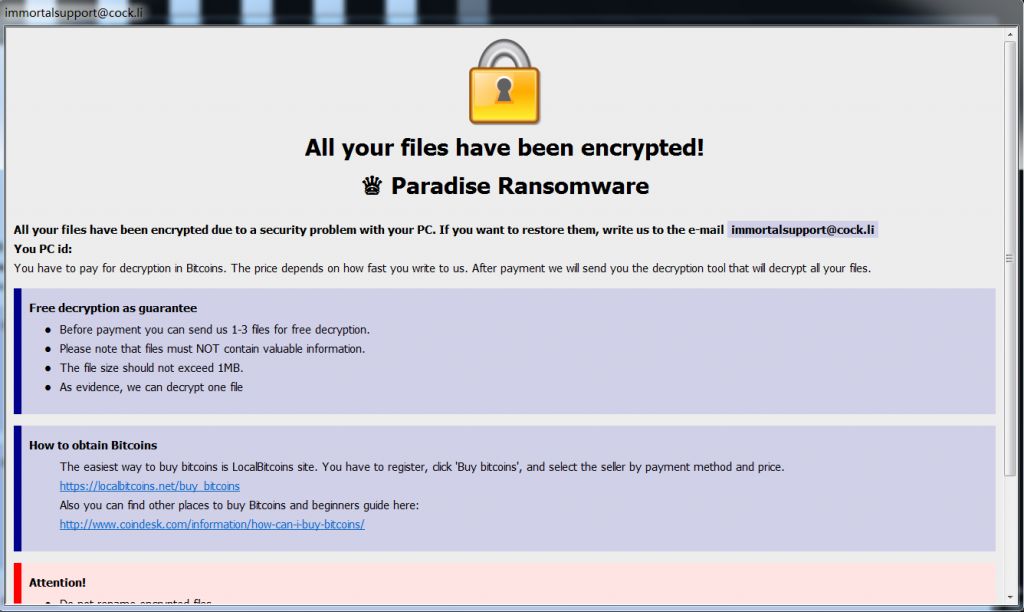 immortalsupport@cock.li
All your files have been encrypted!
♛ Paradise Ransomware
All your files have been encrypted due to a security problem with your PC. If you want to restore them, write us to the e-mail immortalsupport@cock.li
You PC id:
You have to pay for decryption in Bitcoins. The price depends on how fast you write to us. After payment we will send you the decryption tool that will decrypt all your files.
Free decryption as guarantee
● Before payment you can send us 1-3 files for free decryption.
● Please note that files must NOT contain valuable information.
● The file size should not exceed 1MB.
● As evidence, we can decrypt one file
How to obtain Bitcoins
The easiest way to buy bitcoins is LocalBitcoins site. You have to register, click 'Buy bitcoins', and select the seller by payment method and price.
https://localbitcoins.net/buy_bitcoins
Also you can find other places to buy Bitcoins and beginners guide here:
http://www.coindesk.com/information/how-can-i-buy-bitcoins/
Attention!
● Do not rename encrypted files